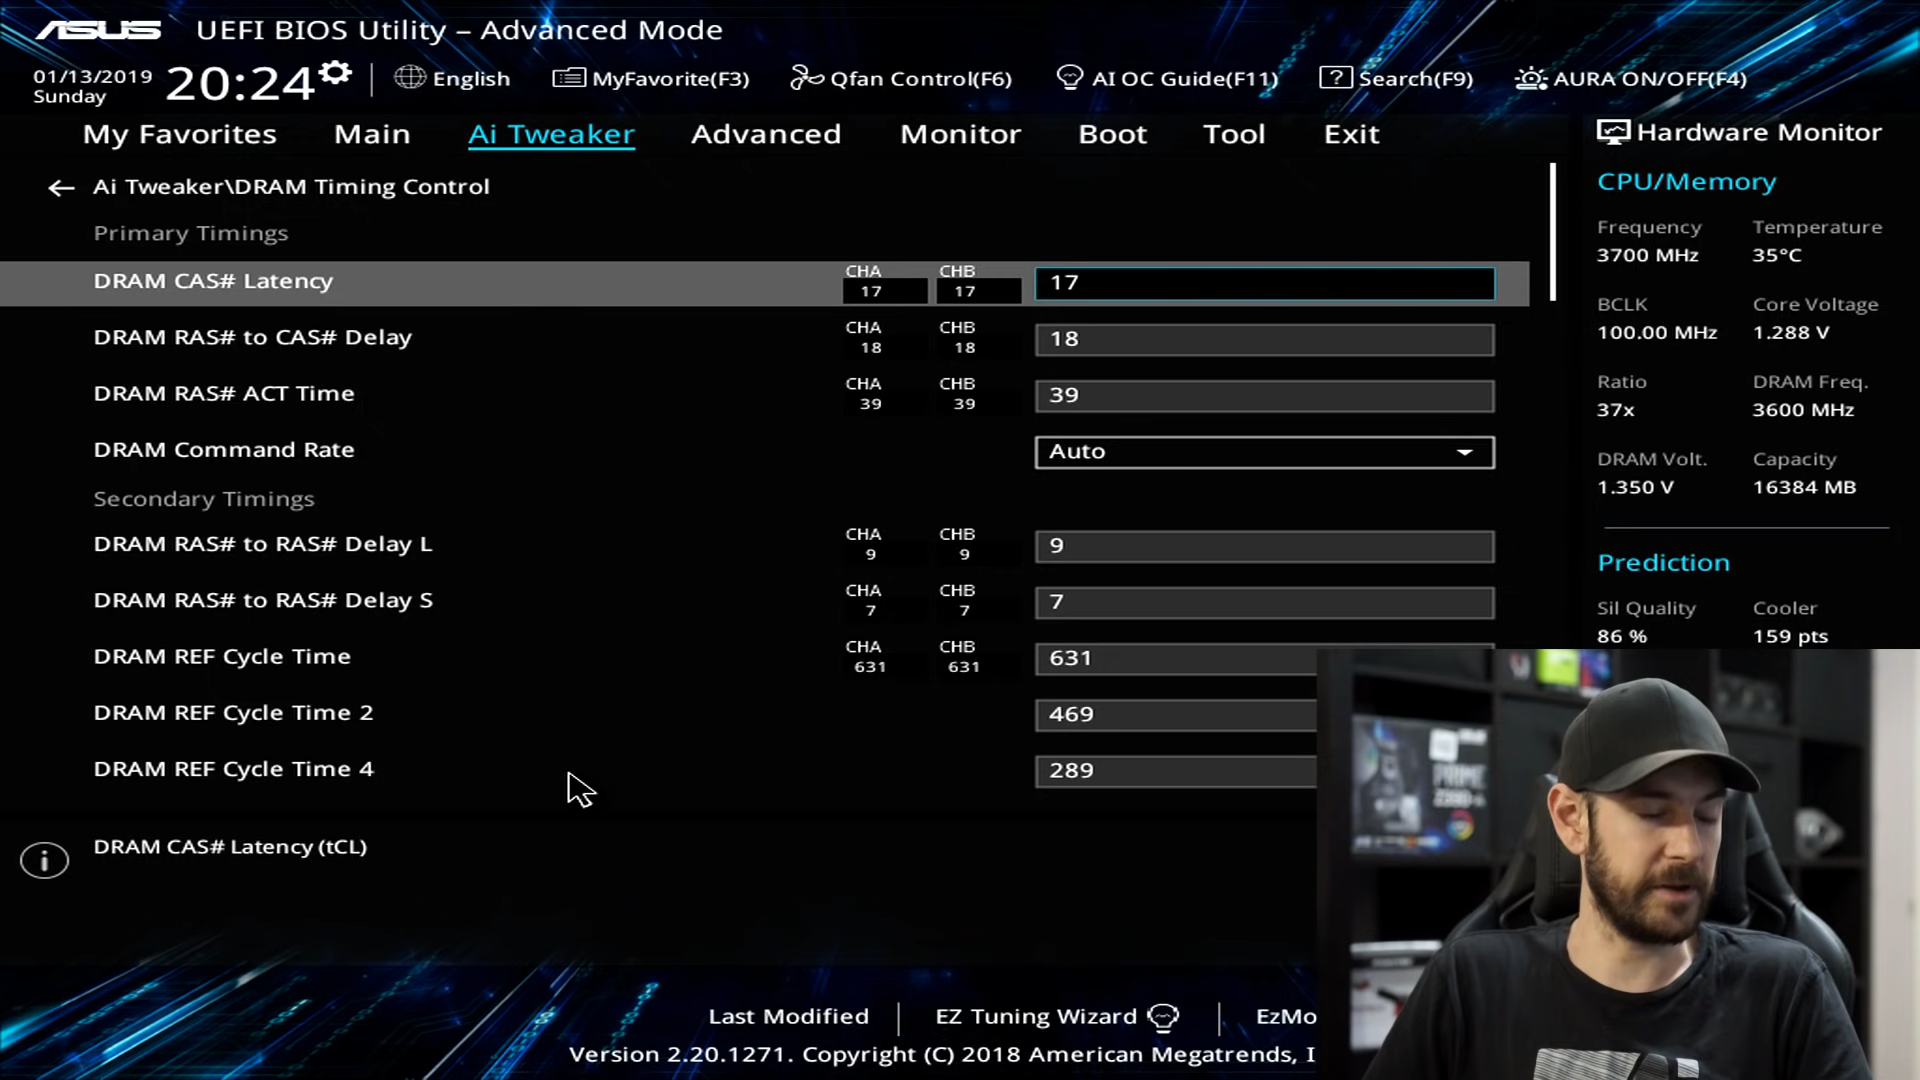 ASUS UEFI BIOS Utility – Advanced Mode
01/13/2019
Sunday
20:24
English
MyFavorite(F3)
Qfan Control(F6)
AI OC Guide(F11)
Search(F9)
AURA ON/OFF(F4)
My Favorites Main Ai Tweaker Advanced Monitor Boot Tool Exit
Ai Tweaker\DRAM Timing Control
Primary Timings
DRAM CAS# Latency CHA 17 CHB 17 17
DRAM RAS# to CAS# Delay CHA 18 CHB 18 18
DRAM RAS# ACT Time CHA 39 CHB 39 39
DRAM Command Rate Auto
Secondary Timings
DRAM RAS# to RAS# Delay L CHA 9 CHB 9 9
DRAM RAS# to RAS# Delay S CHA 7 CHB 7 7
DRAM REF Cycle Time CHA 631 CHB 631 631
DRAM REF Cycle Time 2 469
DRAM REF Cycle Time 4 289
DRAM CAS# Latency (tCL)
Hardware Monitor
CPU/Memory
Frequency Temperature
3700 MHz 35°C
BCLK Core Voltage
100.00 MHz 1.288 V
Ratio DRAM Freq.
37x 3600 MHz
DRAM Volt. Capacity
1.350 V 16384 MB
Prediction
Sil Quality Cooler
86 % 159 pts
PRIME
Last Modified EZ Tuning Wizard EzMo
Version 2.20.1271. Copyright (C) 2018 American Megatrends, I